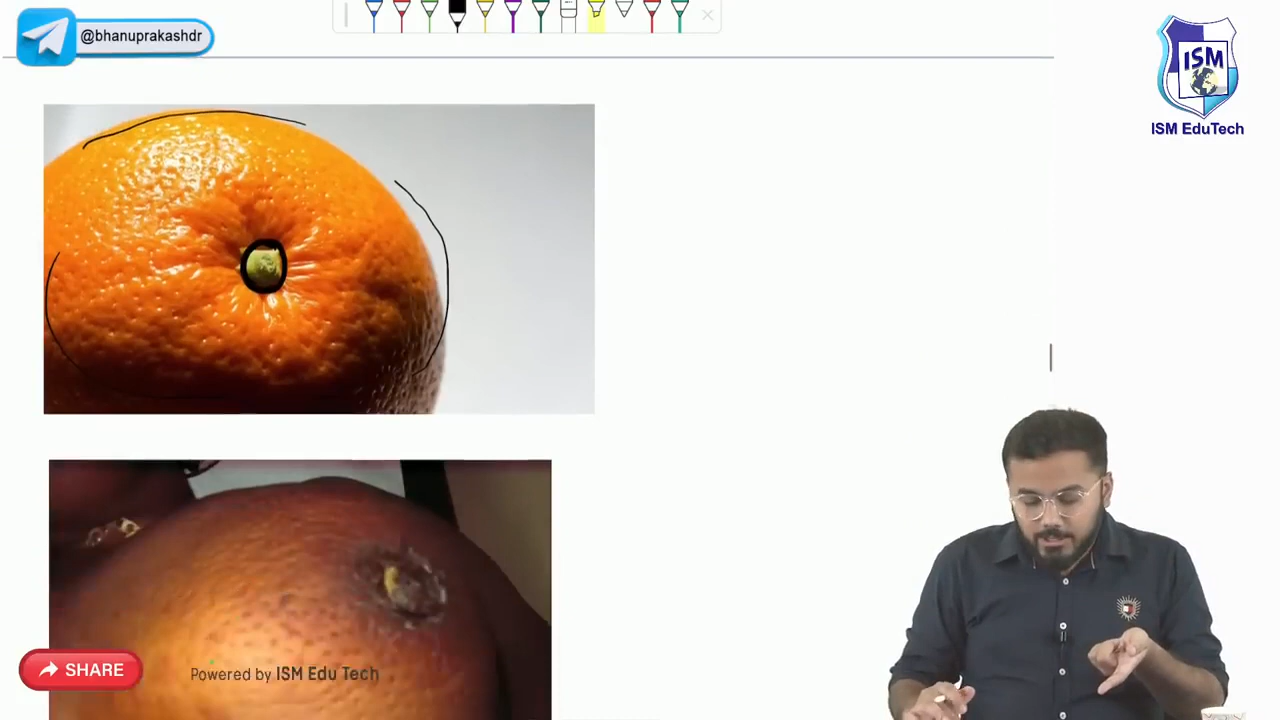 @bhanuprakashdr
ISM
ISM EduTech
SHARE
Powered by ISM Edu Tech